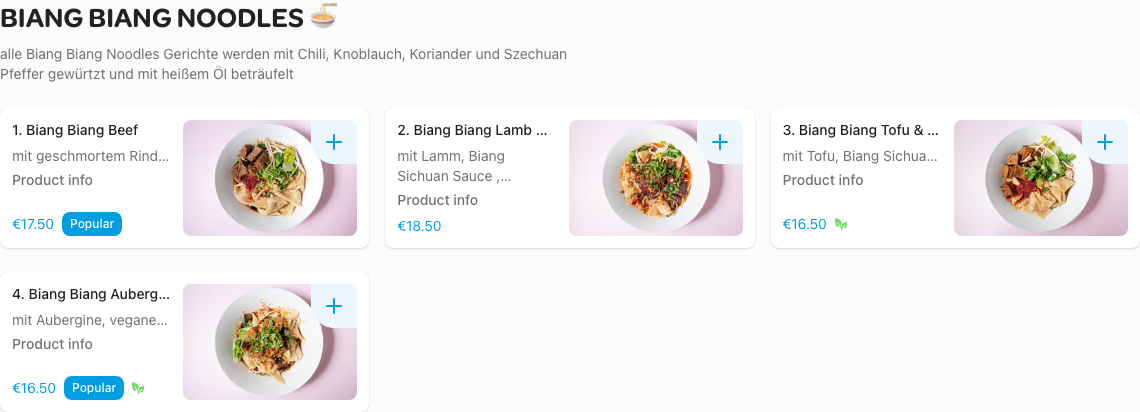 BIANG BIANG NOODLES 🍜
alle Biang Biang Noodles Gerichte werden mit Chili, Knoblauch, Koriander und Szechuan
Pfeffer gewürtzt und mit heißem Öl beträufelt
1. Biang Biang Beef
mit geschmortem Rind...
Product info
€17.50 Popular
2. Biang Biang Lamb ...
mit Lamm, Biang
Sichuan Sauce ,...
Product info
€18.50
3. Biang Biang Tofu & ...
mit Tofu, Biang Sichua...
Product info
€16.50
4. Biang Biang Auberg...
mit Aubergine, vegane...
Product info
€16.50 Popular